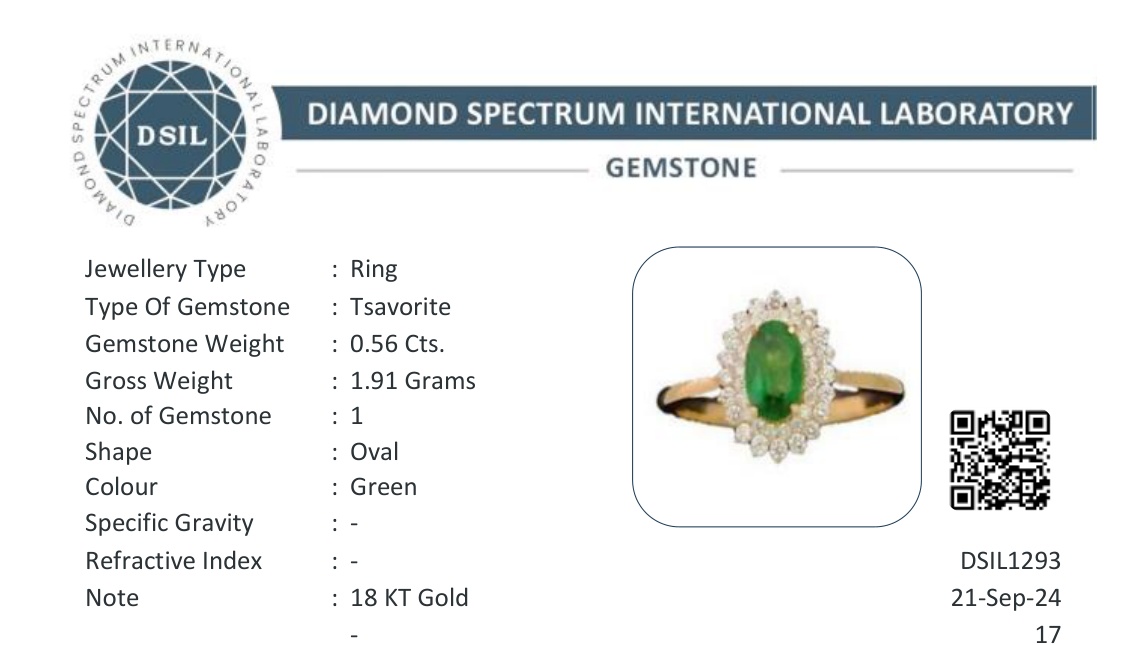 DIAMOND SPECTRUM INTERNATIONAL LABORATORY
DSIL
DIAMOND SPECTRUM INTERNATIONAL LABORATORY
GEMSTONE
Jewellery Type : Ring
Type Of Gemstone : Tsavorite
Gemstone Weight : 0.56 Cts.
Gross Weight : 1.91 Grams
No. of Gemstone : 1
Shape : Oval
Colour : Green
Specific Gravity : -
Refractive Index : - DSIL1293
Note : 18 KT Gold 21-Sep-24
- 17